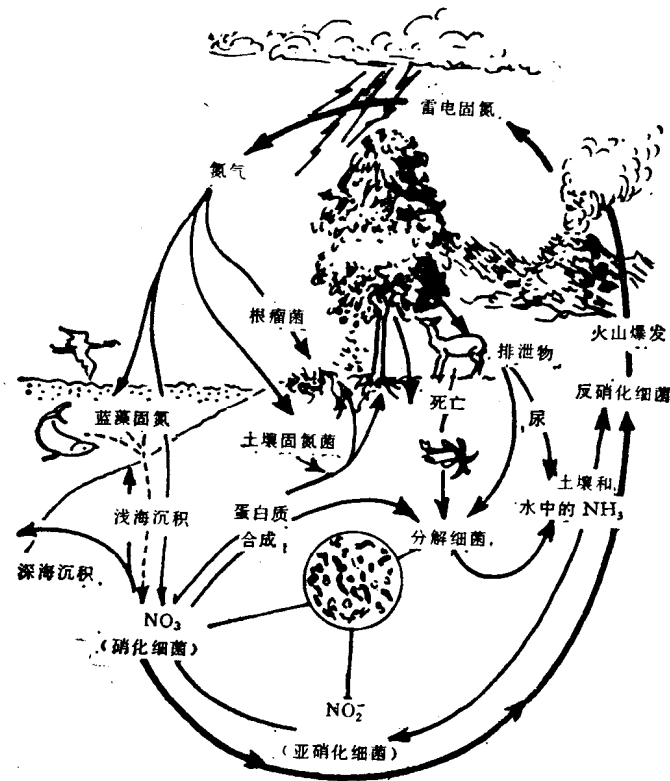 雷电固氮
氮气
根瘤菌
火山爆发
排泄物
反硝化细菌
蓝藻固氮
死亡
尿
土壤固氮菌
土壤和
水中的 NH₃
浅海沉积
蛋白质
合成
分解细菌
深海沉积
NO₃
(硝化细菌)
NO₂⁻
(亚硝化细菌)